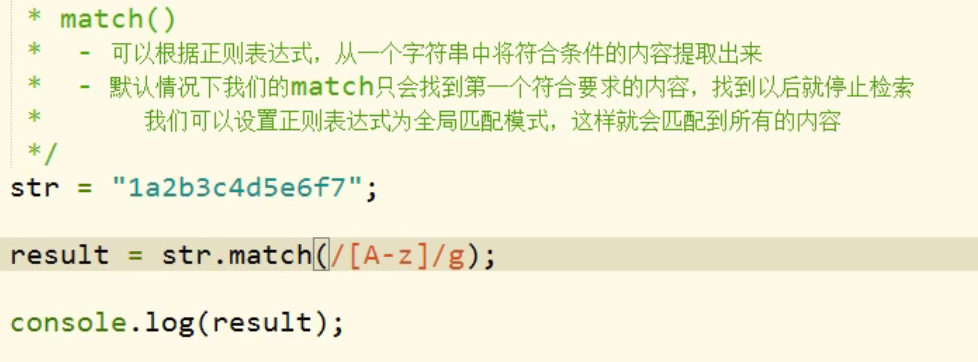 * match()
* - 可以根据正则表达式，从一个字符串中将符合条件的内容提取出来
* - 默认情况下我们的match只会找到第一个符合要求的内容，找到以后就停止检索
* 我们可以设置正则表达式为全局匹配模式，这样就会匹配到所有的内容
*/
str = "1a2b3c4d5e6f7";
result = str.match(/[A-z]/g);
console.log(result);